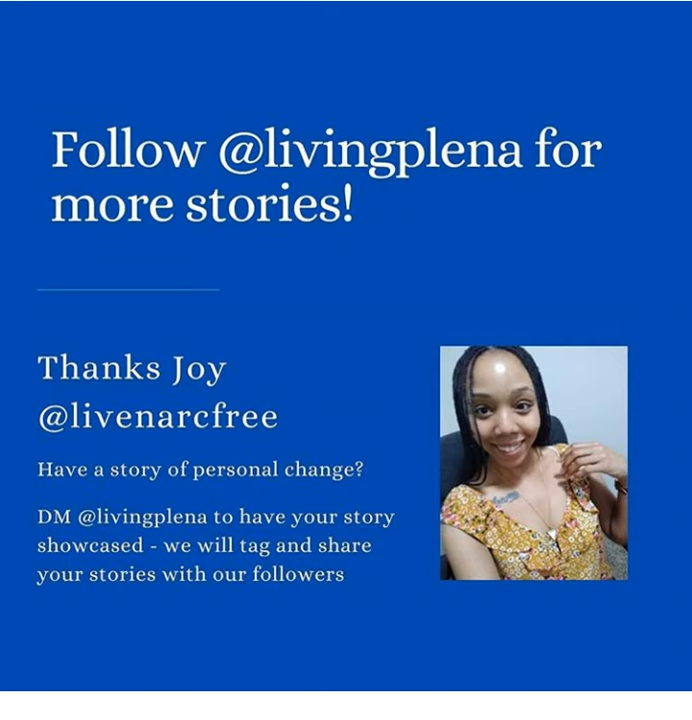 Follow @livingplena for
more stories!
Thanks Joy
@livenarcfree
Have a story of personal change?
DM @livingplena to have your story
showcased - we will tag and share
your stories with our followers